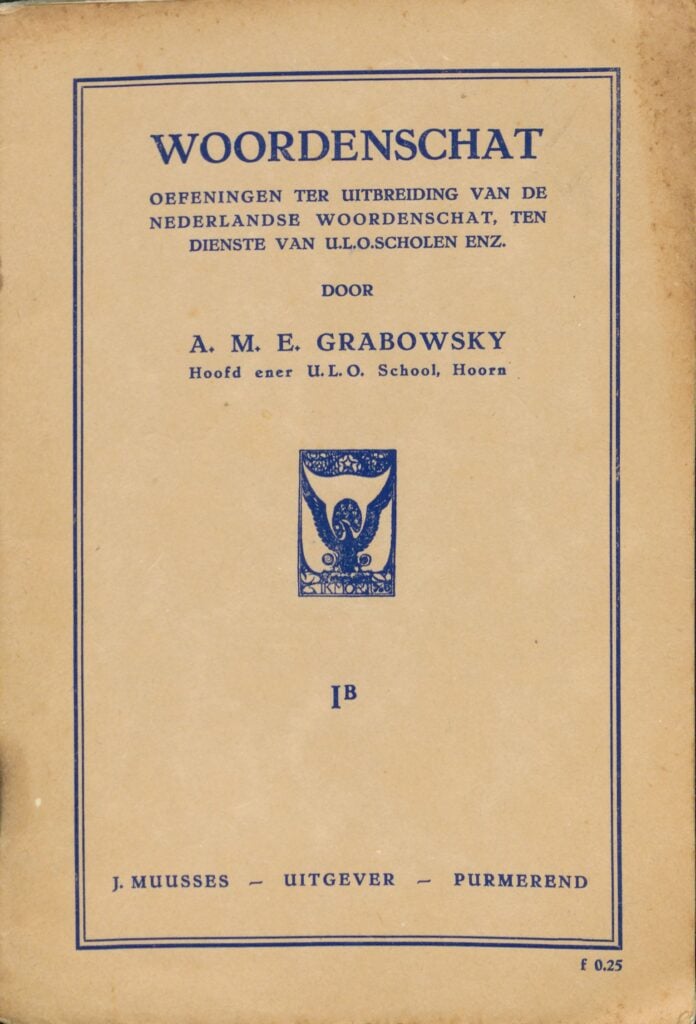 WOORDENSCHAT
OEFENINGEN TER UITBREIDING VAN DE
NEDERLANDSE WOORDENSCHAT, TEN
DIENSTE VAN U.L.O.SCHOLEN ENZ.
DOOR
A. M. E. GRABOWSKY
Hoofd ener U.L.O. School, Hoorn
IB
J. MUUSSES — UITGEVER — PURMEREND
f 0.25